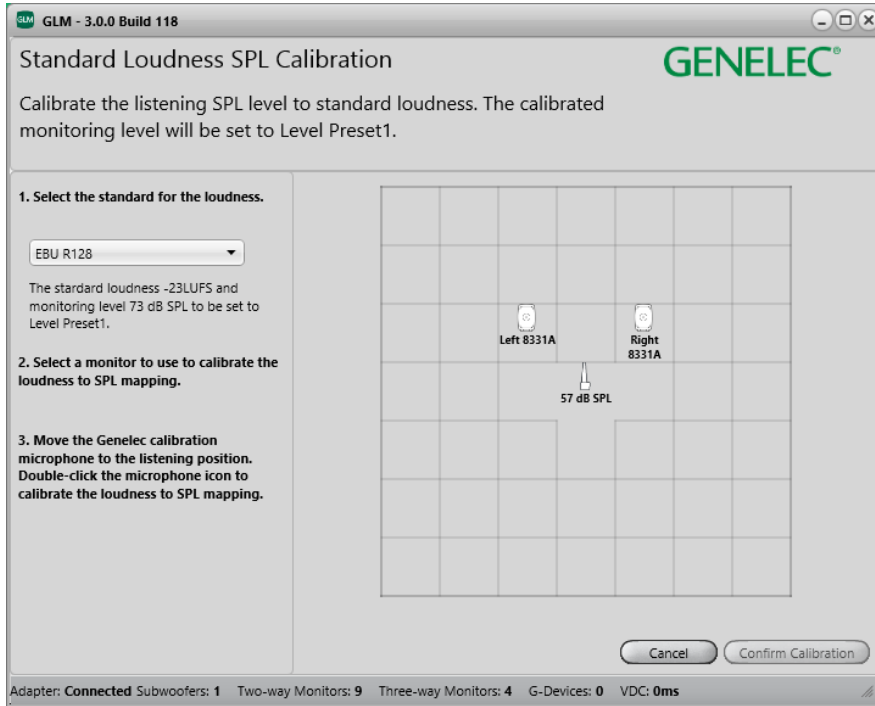 GLM
GLM - 3.0.0 Build 118
Standard Loudness SPL Calibration
GENELEC®
Calibrate the listening SPL level to standard loudness. The calibrated
monitoring level will be set to Level Preset1.
1. Select the standard for the loudness.
EBU R128
The stardard loudness -23LUFS and
monitoring level 73 dB SPL to be set to
Level Preset1.
2. Select a monitor to use to calibrate the
loudness to SPL mapping.
3. Move the Genelec calibration
microphone to the listening position.
Double-click the microphone icon to
calibrate the loudness to SPL mapping.
Left 8331A
Right
8331A
57 dB SPL
Cancel
Confirm Calibration
Adapter: Connected Subwoofers: 1 Two-way Monitors: 9 Three-way Monitors: 4 G-Devices: 0 VDC: 0ms